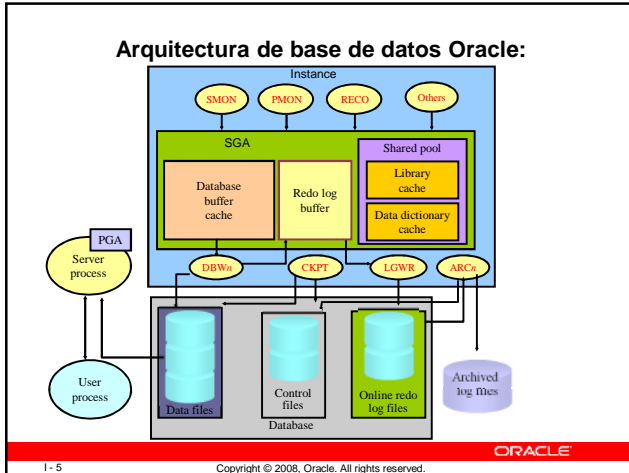 Arquitectura de base de datos Oracle:
Instance
SMON
PMON
RECO
Others
SGA
Shared pool
Database
buffer
cache
Redo log
buffer
Library
cache
Data dictionary
cache
PGA
Server
process
DBWn
CKPT
LGWR
ARCn
User
process
Data files
Control
files
Online redo
log files
Database
Archived
log files
ORACLE
I - 5
Copyright © 2008, Oracle. All rights reserved.